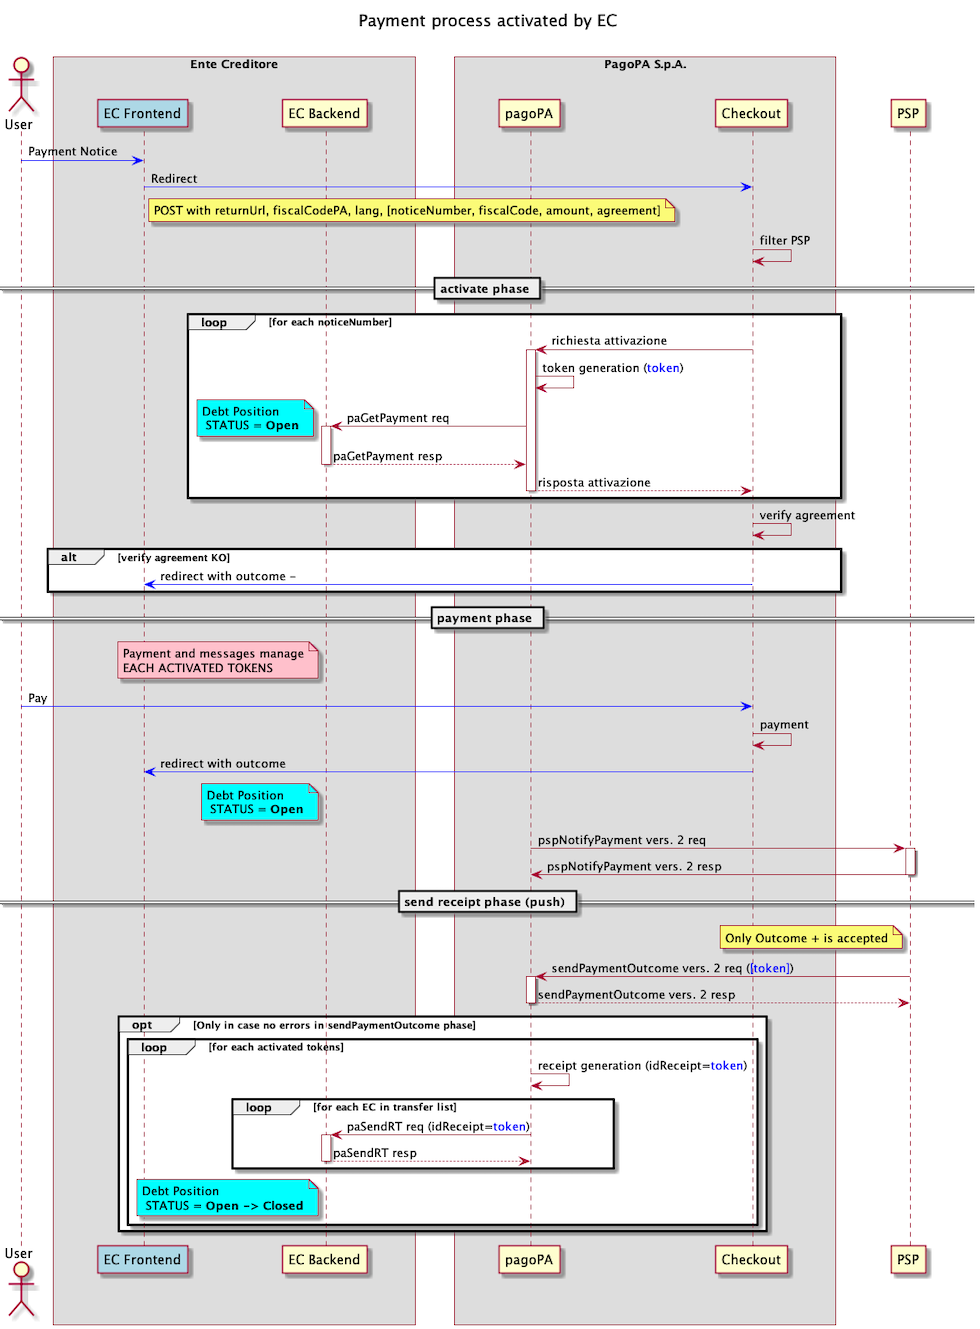 Payment process activated by EC
Ente Creditore
PagoPA S.p.A.
User
EC Frontend
EC Backend
pagoPA
Checkout
PSP
Payment Notice
Redirect
POST with returnUrl, fiscalCodePA, lang, [noticeNumber, fiscalCode, amount, agreement]
filter PSP
activate phase
loop
[for each noticeNumber]
richiesta attivazione
token generation (token)
Debt Position
STATUS = Open
paGetPayment req
paGetPayment resp
risposta attivazione
verify agreement
alt
[verify agreement KO]
redirect with outcome -
payment phase
Payment and messages manage
EACH ACTIVATED TOKENS
Pay
payment
redirect with outcome
Debt Position
STATUS = Open
pspNotifyPayment vers. 2 req
pspNotifyPayment vers. 2 resp
send receipt phase (push)
Only Outcome + is accepted
sendPaymentOutcome vers. 2 req ([token])
sendPaymentOutcome vers. 2 resp
opt
[Only in case no errors in sendPaymentOutcome phase]
loop
[for each activated tokens]
receipt generation (idReceipt=token)
loop
[for each EC in transfer list]
paSendRT req (idReceipt=token)
paSendRT resp
Debt Position
STATUS = Open -> Closed
User
EC Frontend
EC Backend
pagoPA
Checkout
PSP